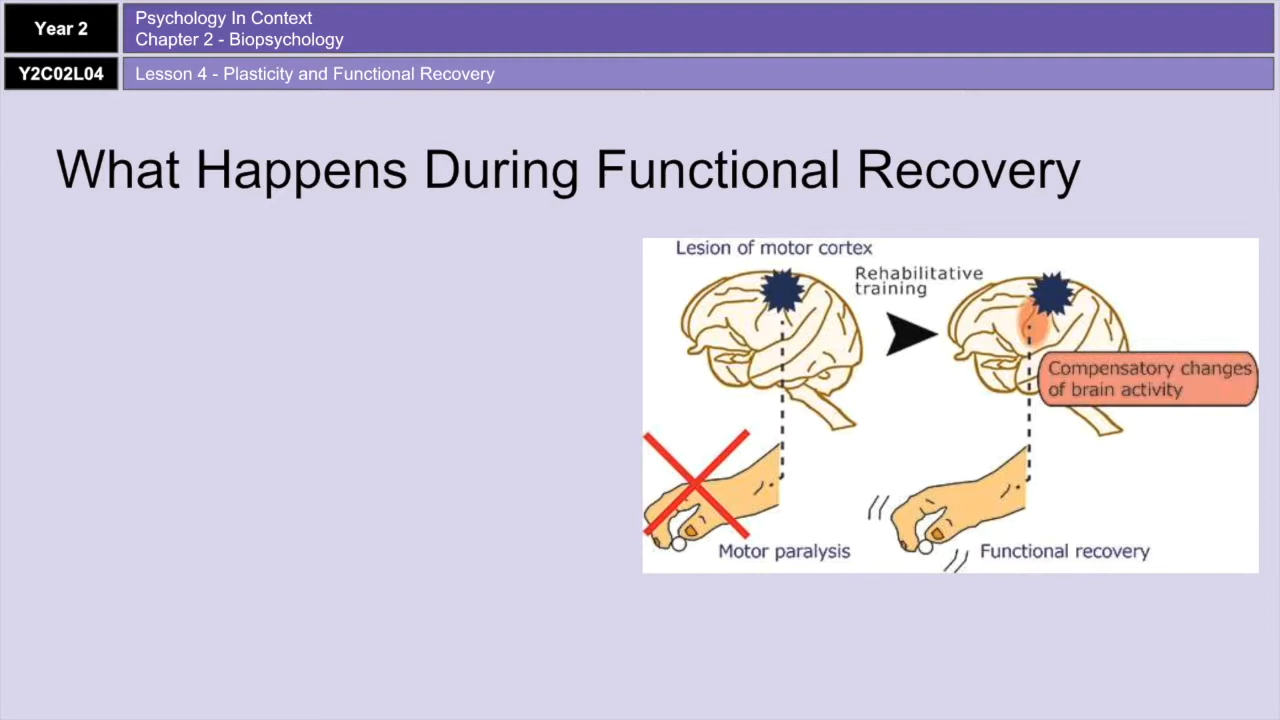 Year 2
Psychology In Context
Chapter 2 - Biopsychology
Y2C02L04
Lesson 4 - Plasticity and Functional Recovery
What Happens During Functional Recovery
Lesion of motor cortex
Rehabilitative
training
Compensatory changes
of brain activity
Motor paralysis
Functional recovery